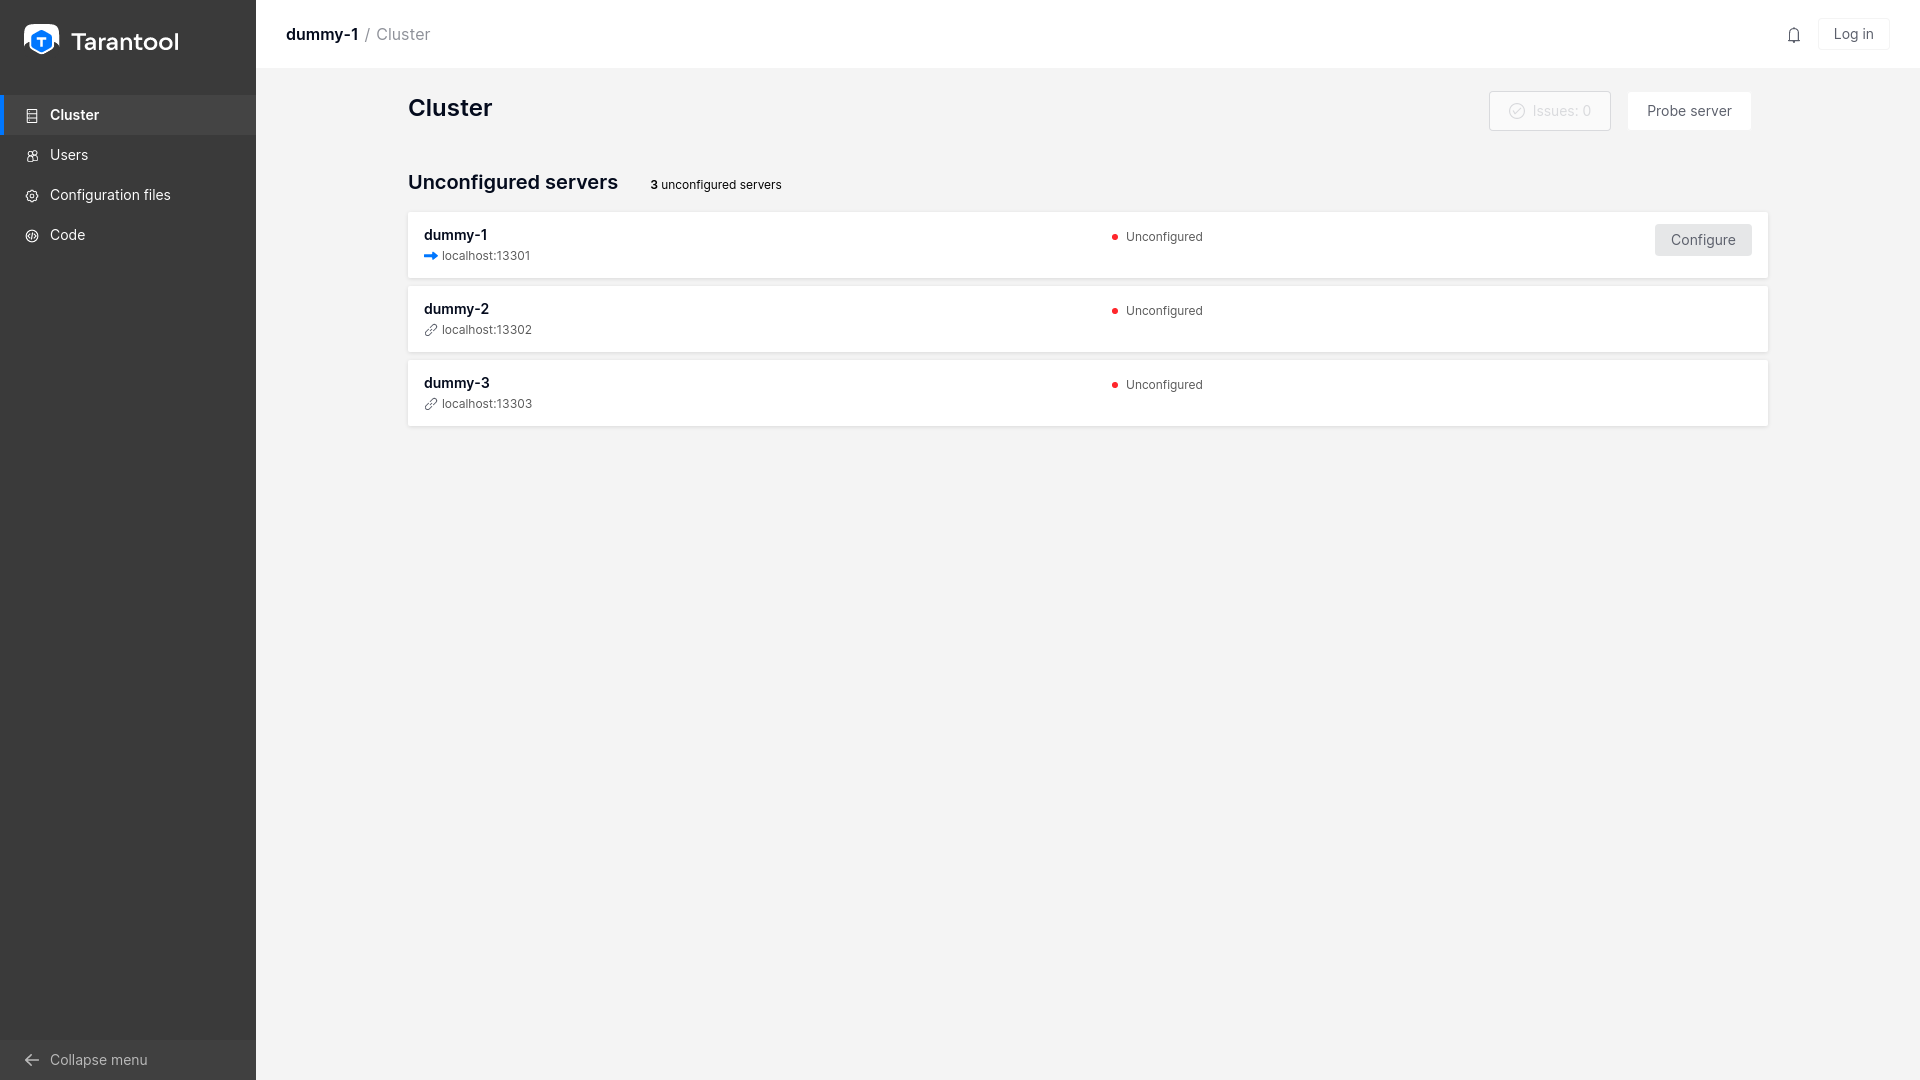 Tarantool
dummy-1 / Cluster
Log in
Cluster
Users
Configuration files
Code
Collapse menu
Cluster
Issues: 0
Probe server
Unconfigured servers
3 unconfigured servers
dummy-1
localhost:13301
Unconfigured
Configure
dummy-2
localhost:13302
Unconfigured
dummy-3
localhost:13303
Unconfigured